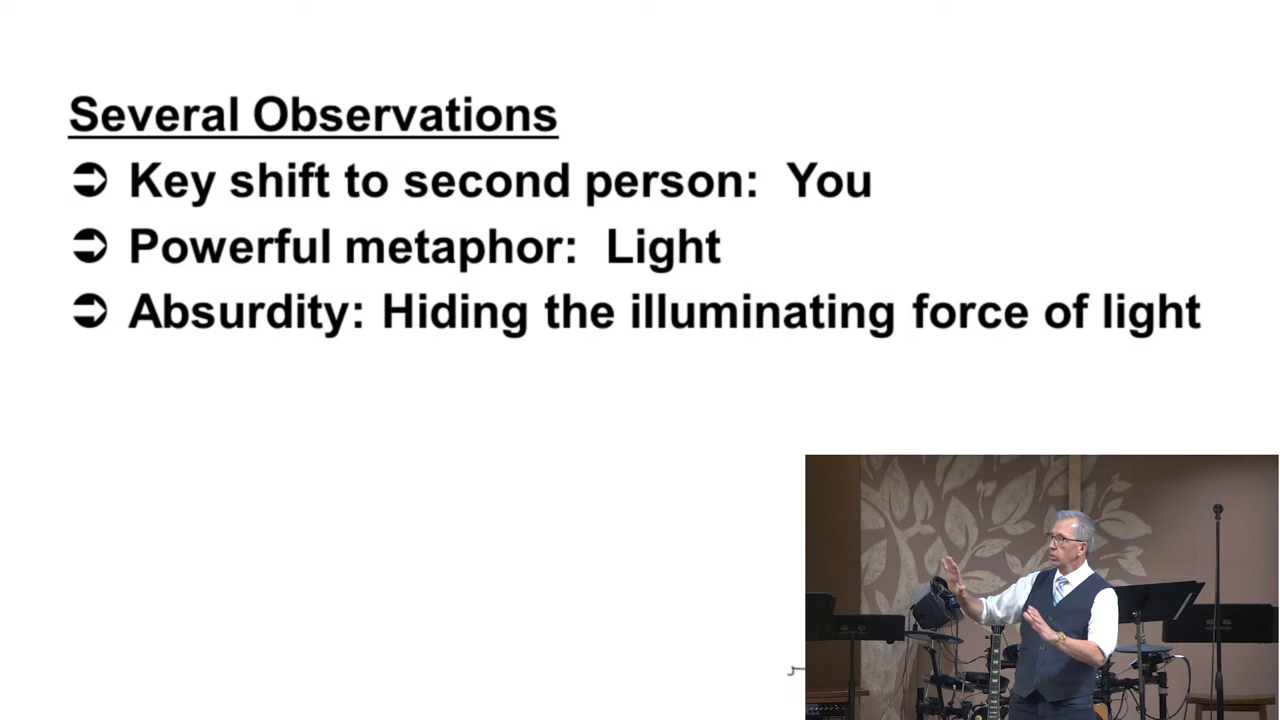 Several Observations
➲ Key shift to second person: You
➲ Powerful metaphor: Light
➲ Absurdity: Hiding the illuminating force of light